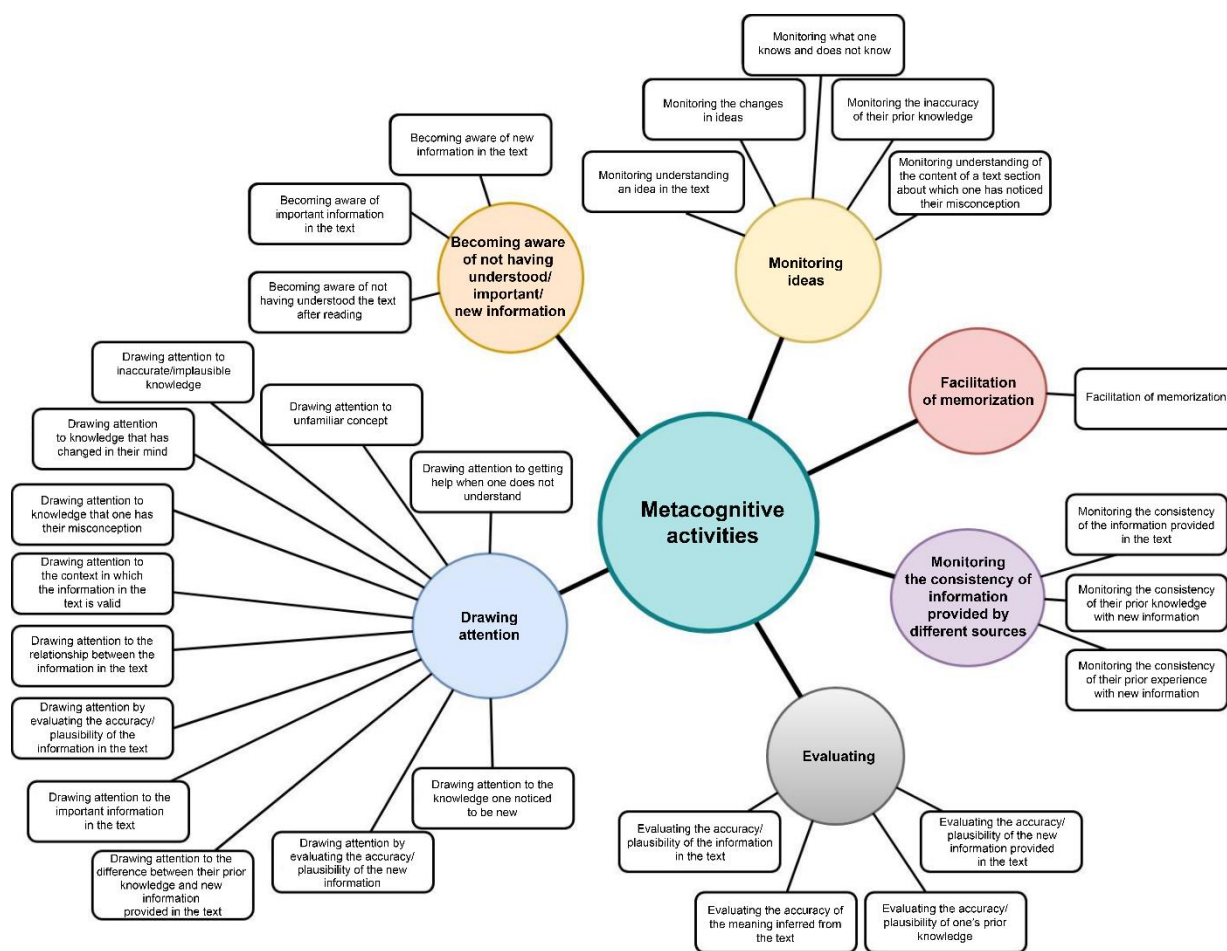 Monitoring what one
knows and does not know
Monitoring the changes
in ideas
Monitoring the inaccuracy
of their prior knowledge
Monitoring understanding
an idea in the text
Monitoring understanding of
the content of a text section
about which one has noticed
their misconception
Monitoring
ideas
Becoming aware of new
information in the text
Becoming aware of
important information
in the text
Becoming aware of not
having understood the text
after reading
Becoming aware
of not having
understood/
important/
new information
Facilitation
of memorization
Facilitation of memorization
Metacognitive
activities
Drawing attention to
inaccurate/implausible
knowledge
Drawing attention to
unfamiliar concept
Drawing attention
to knowledge that has
changed in their mind
Drawing attention to getting
help when one does not
understand
Drawing attention to
knowledge that one has
their misconception
Drawing attention to
the context in which
the information in the
text is valid
Drawing attention to the
relationship between the
information in the text
Drawing attention by
evaluating the accuracy/
plausibility of the
information in the text
Drawing attention to the
important information
in the text
Drawing attention to the
difference between their prior
knowledge and new
information
provided in the text
Drawing attention by
evaluating the accuracy/
plausibility of the new
information
Drawing attention to the
knowledge one noticed
to be new
Drawing
attention
Monitoring
the consistency of
information
provided by
different sources
Monitoring the consistency
of the information provided
in the text
Monitoring the consistency
of their prior knowledge
with new information
Monitoring the consistency
of their prior experience
with new information
Evaluating
Evaluating the accuracy/
plausibility of the information
in the text
Evaluating the accuracy/
plausibility of the new
information provided
in the text
Evaluating the accuracy of
the meaning inferred from
the text
Evaluating the accuracy/
plausibility of one's prior
knowledge